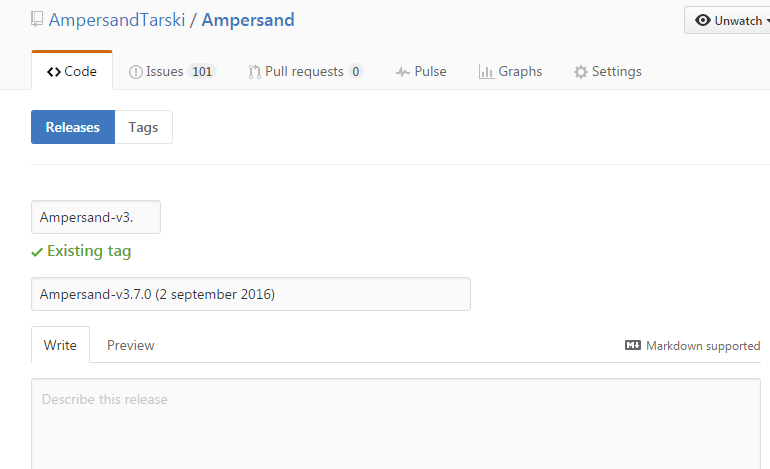 AmpersandTarski / Ampersand
Unwatch
Code Issues 101 Pull requests 0 Pulse Graphs Settings
Releases Tags
Ampersand-v3.
Existing tag
Ampersand-v3.7.0 (2 september 2016)
Write Preview Markdown supported
Describe this release